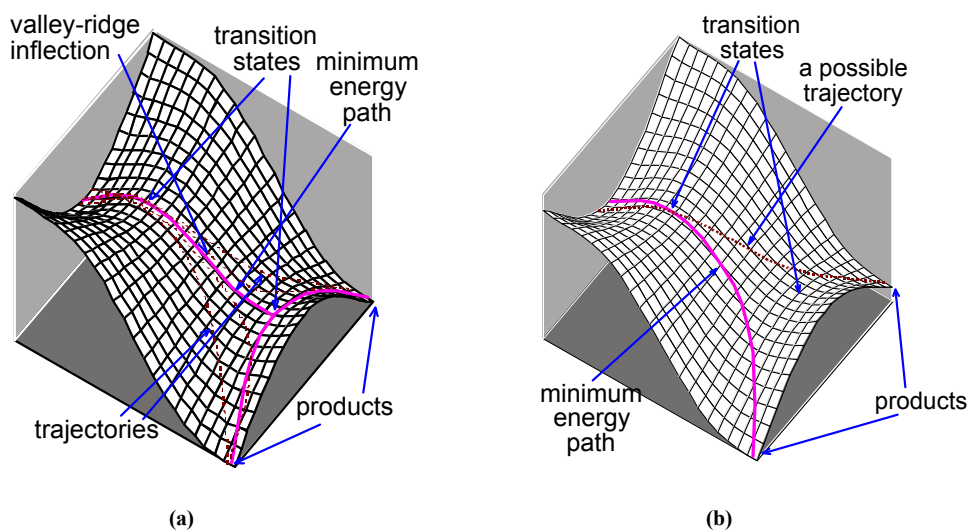 valley-ridge
inflection
transition
states
minimum
energy
path
trajectories
products
(a)
transition
states
a possible
trajectory
minimum
energy
path
products
(b)